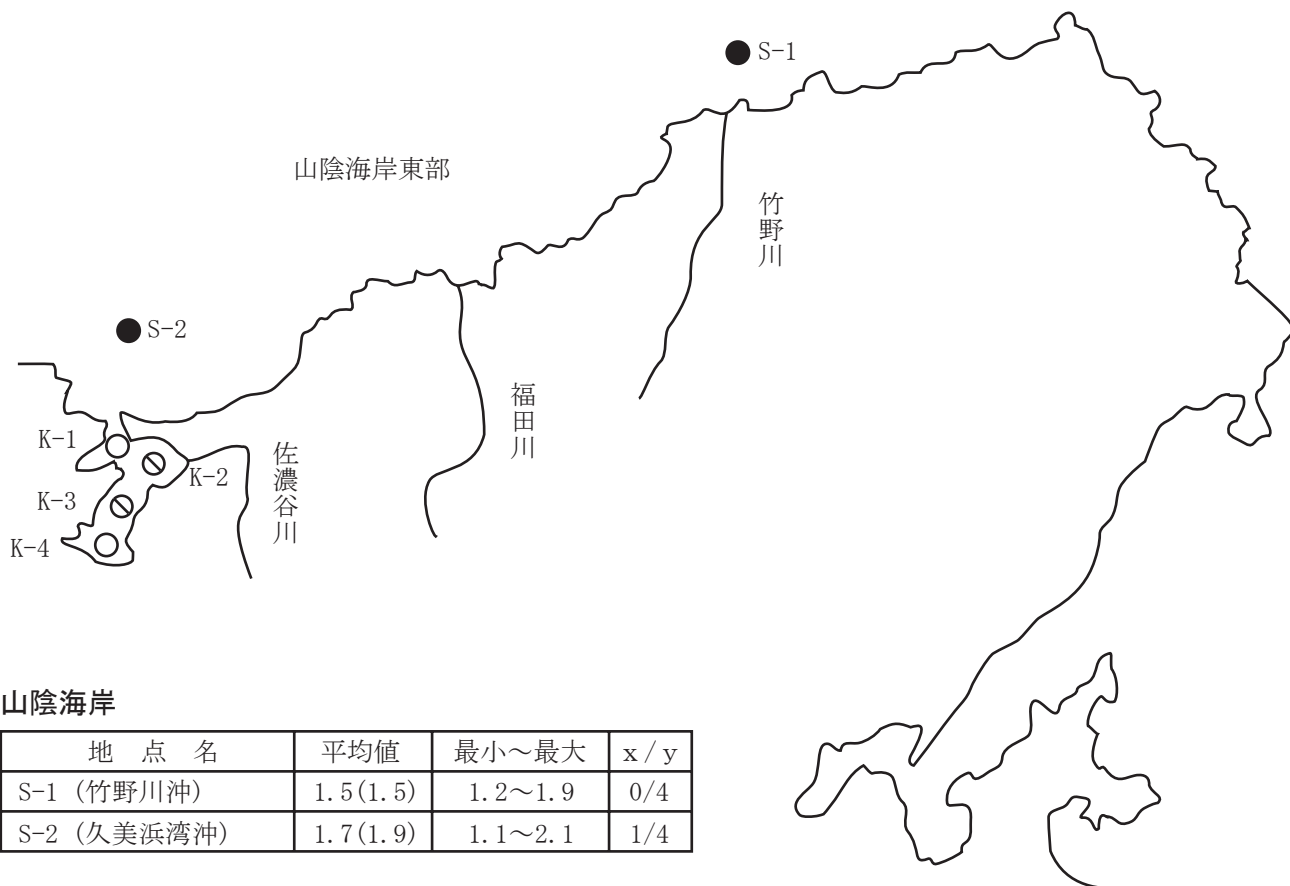 S-1
山陰海岸東部
竹野川
S-2
福田川
K-1
佐濃谷川
K-2
K-3
K-4
山陰海岸
地 点 名 平均値 最小～最大 x/y
S-1 (竹野川沖) 1.5(1.5) 1.2～1.9 0/4
S-2 (久美浜湾沖) 1.7(1.9) 1.1～2.1 1/4